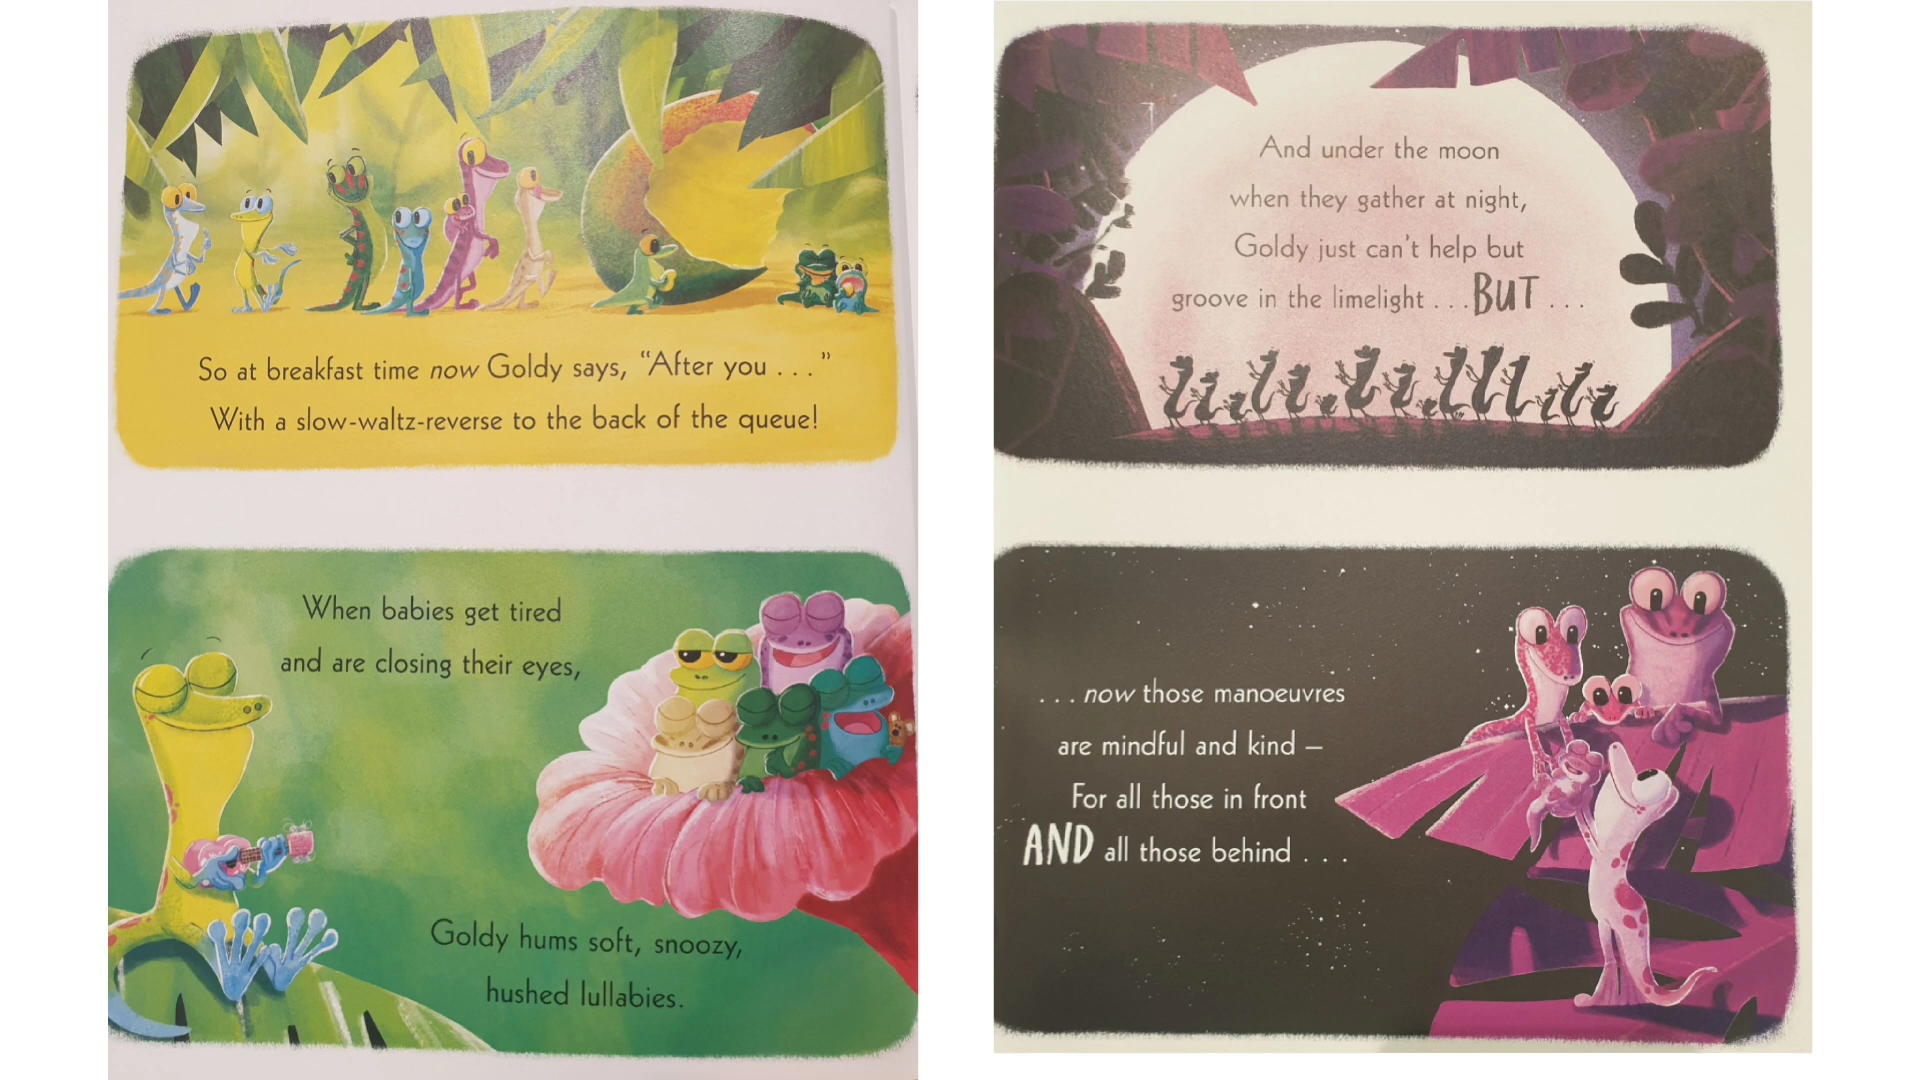 So at breakfast time now Goldy says, “After you . . .”
With a slow-waltz-reverse to the back of the queue!
When babies get tired
and are closing their eyes,
Goldy hums soft, snoozy,
hushed lullabies.
And under the moon
when they gather at night,
Goldy just can’t help but
groove in the limelight . . . BUT . . .
. . . now those manoeuvres
are mindful and kind –
For all those in front
AND all those behind . . .